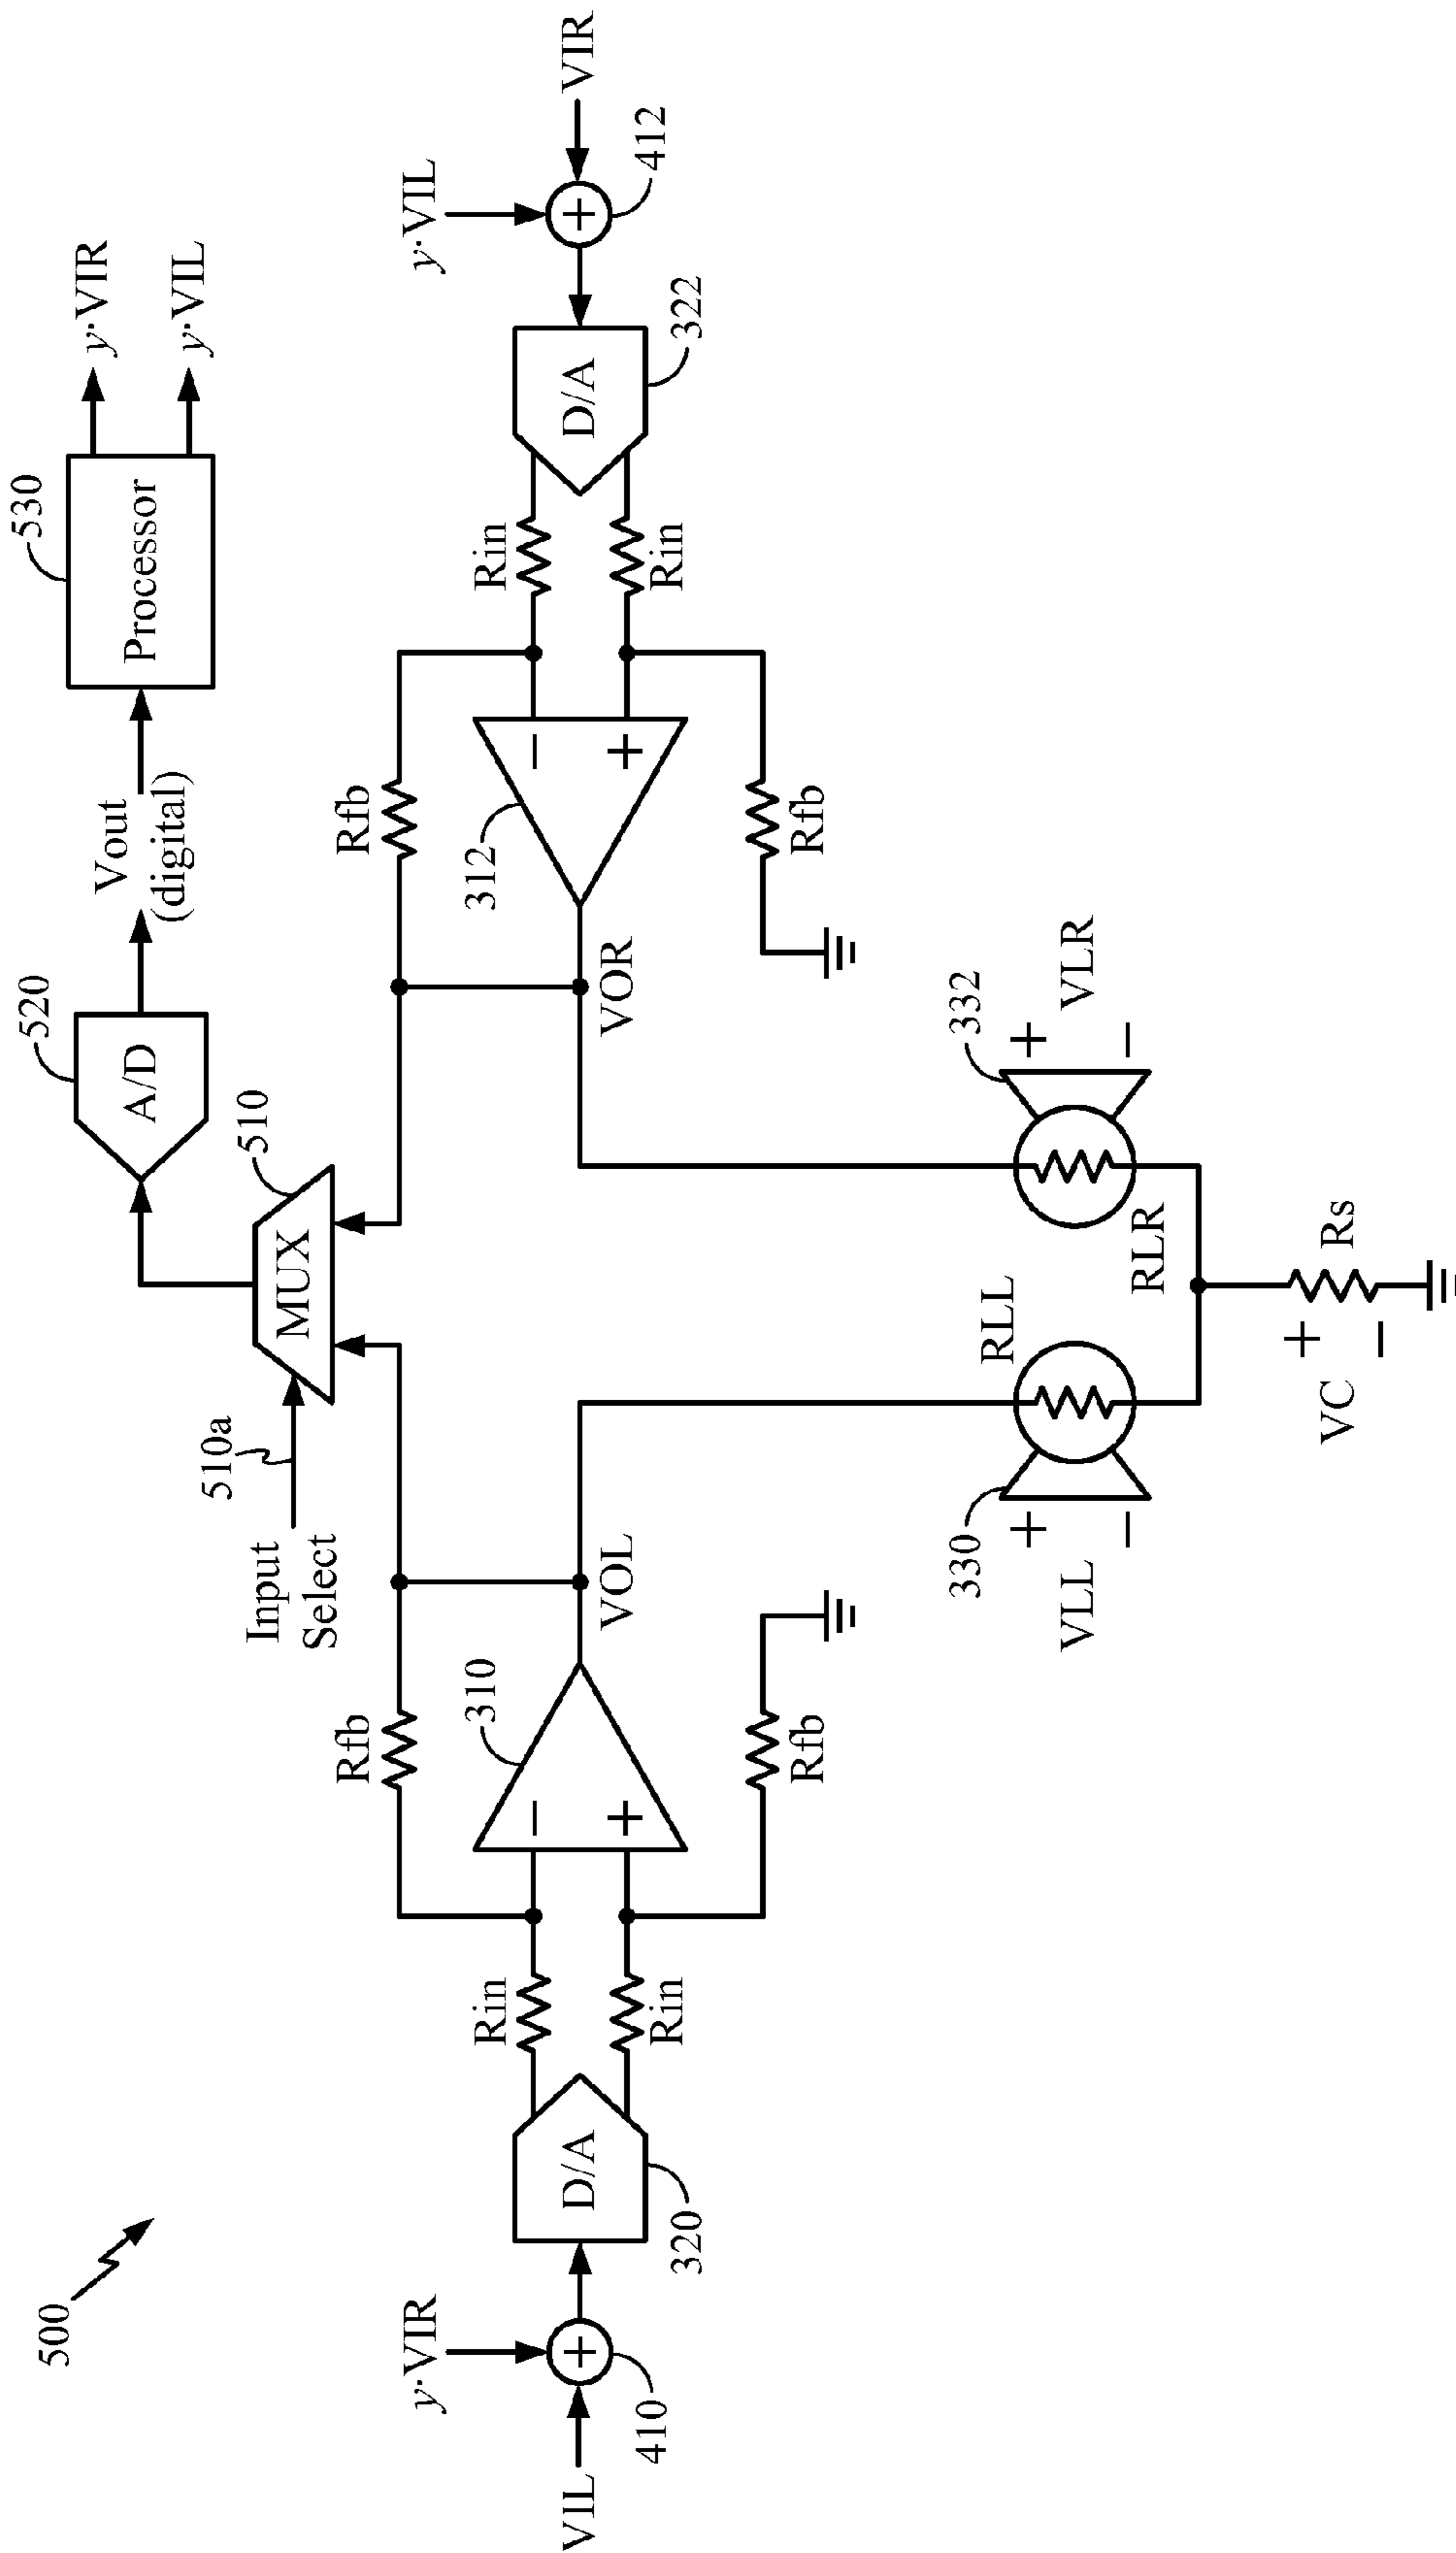 500
530
Processor
y·VIR
y·VIL
Vout
(digital)
520
A/D
510
MUX
510a
Input
Select
VIL
y·VIR
+
410
D/A
320
Rin
Rin
Rfb
−
+
310
Rfb
VOL
VOR
Rfb
312
−
+
Rfb
Rin
Rin
D/A
322
y·VIL
+
412
VIR
330
+
VLL
−
RLL
RLR
332
+
VLR
−
+
VC
−
Rs